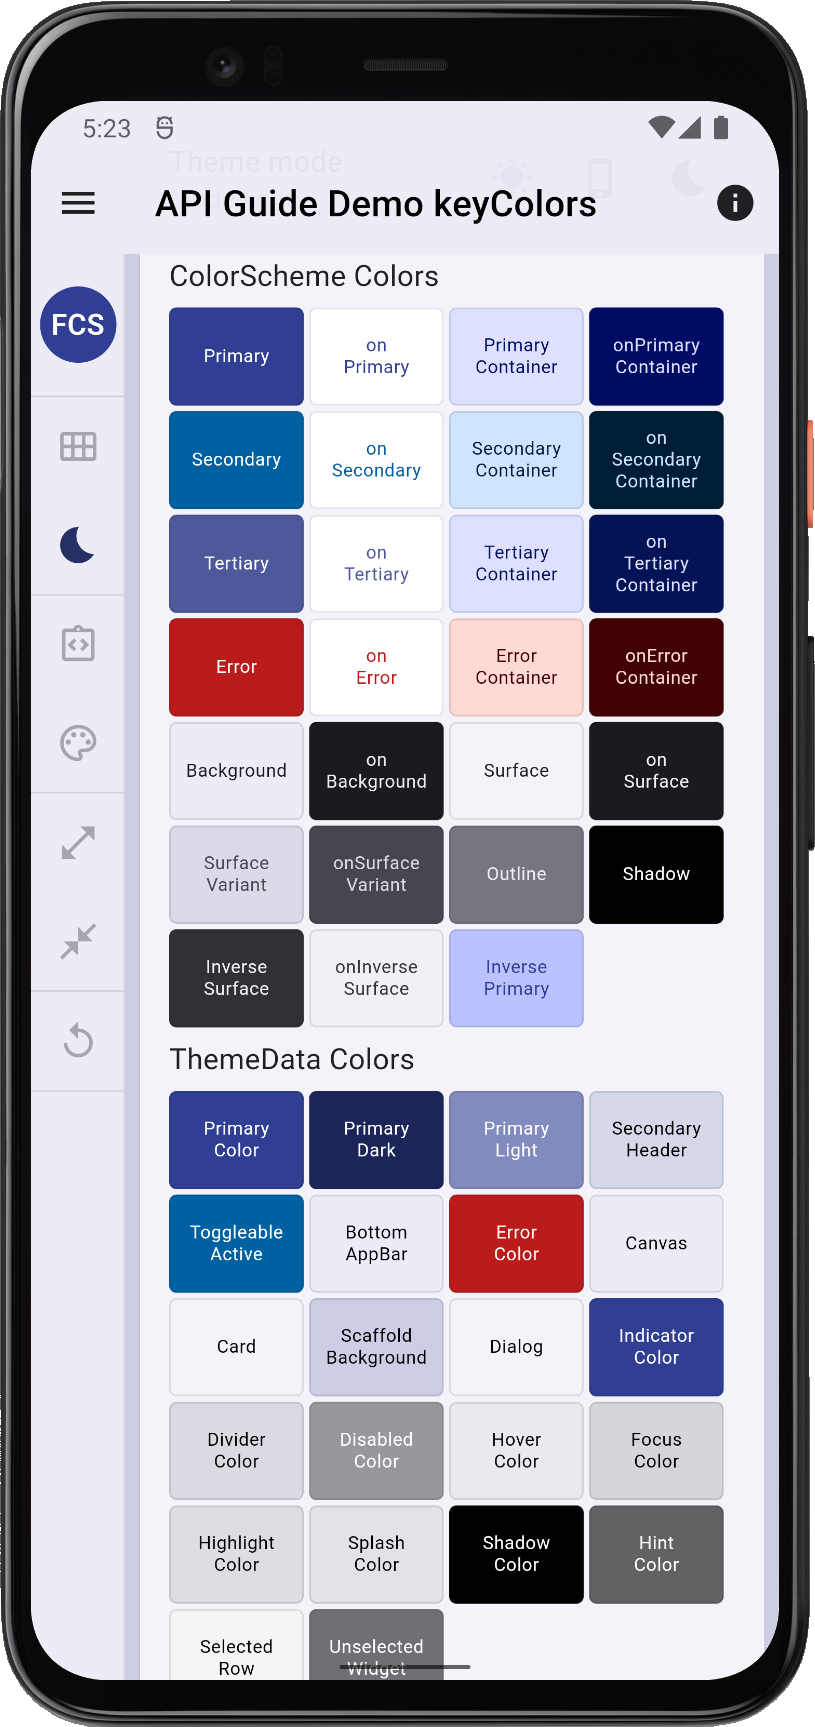 5:23
Theme mode
API Guide Demo keyColors
FCS
ColorScheme Colors
Primary
on
Primary
Primary
Container
onPrimary
Container
Secondary
on
Secondary
Secondary
Container
on
Secondary
Container
Tertiary
on
Tertiary
Tertiary
Container
on
Tertiary
Container
Error
on
Error
Error
Container
onError
Container
Background
on
Background
Surface
on
Surface
Surface
Variant
onSurface
Variant
Outline
Shadow
Inverse
Surface
onInverse
Surface
Inverse
Primary
ThemeData Colors
Primary
Color
Primary
Dark
Primary
Light
Secondary
Header
Toggleable
Active
Bottom
AppBar
Error
Color
Canvas
Card
Scaffold
Background
Dialog
Indicator
Color
Divider
Color
Disabled
Color
Hover
Color
Focus
Color
Highlight
Color
Splash
Color
Shadow
Color
Hint
Color
Selected
Row
Unselected
Widget